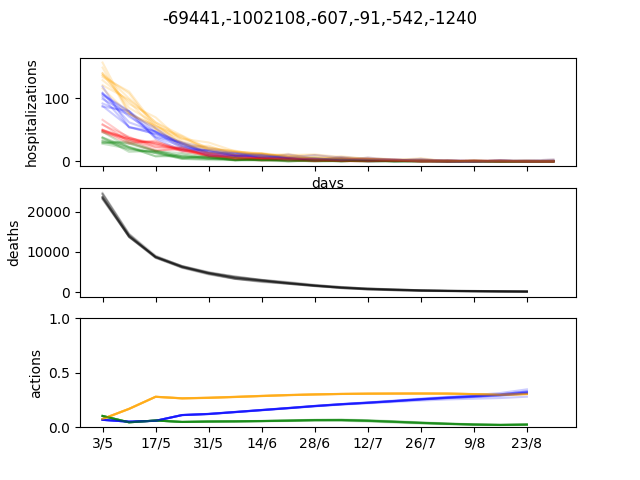 -69441,-1002108,-607,-91,-542,-1240
hospitalizations
100
0
days
deaths
20000
10000
0
actions
1.0
0.5
0.0
3/5 17/5 31/5 14/6 28/6 12/7 26/7 9/8 23/8